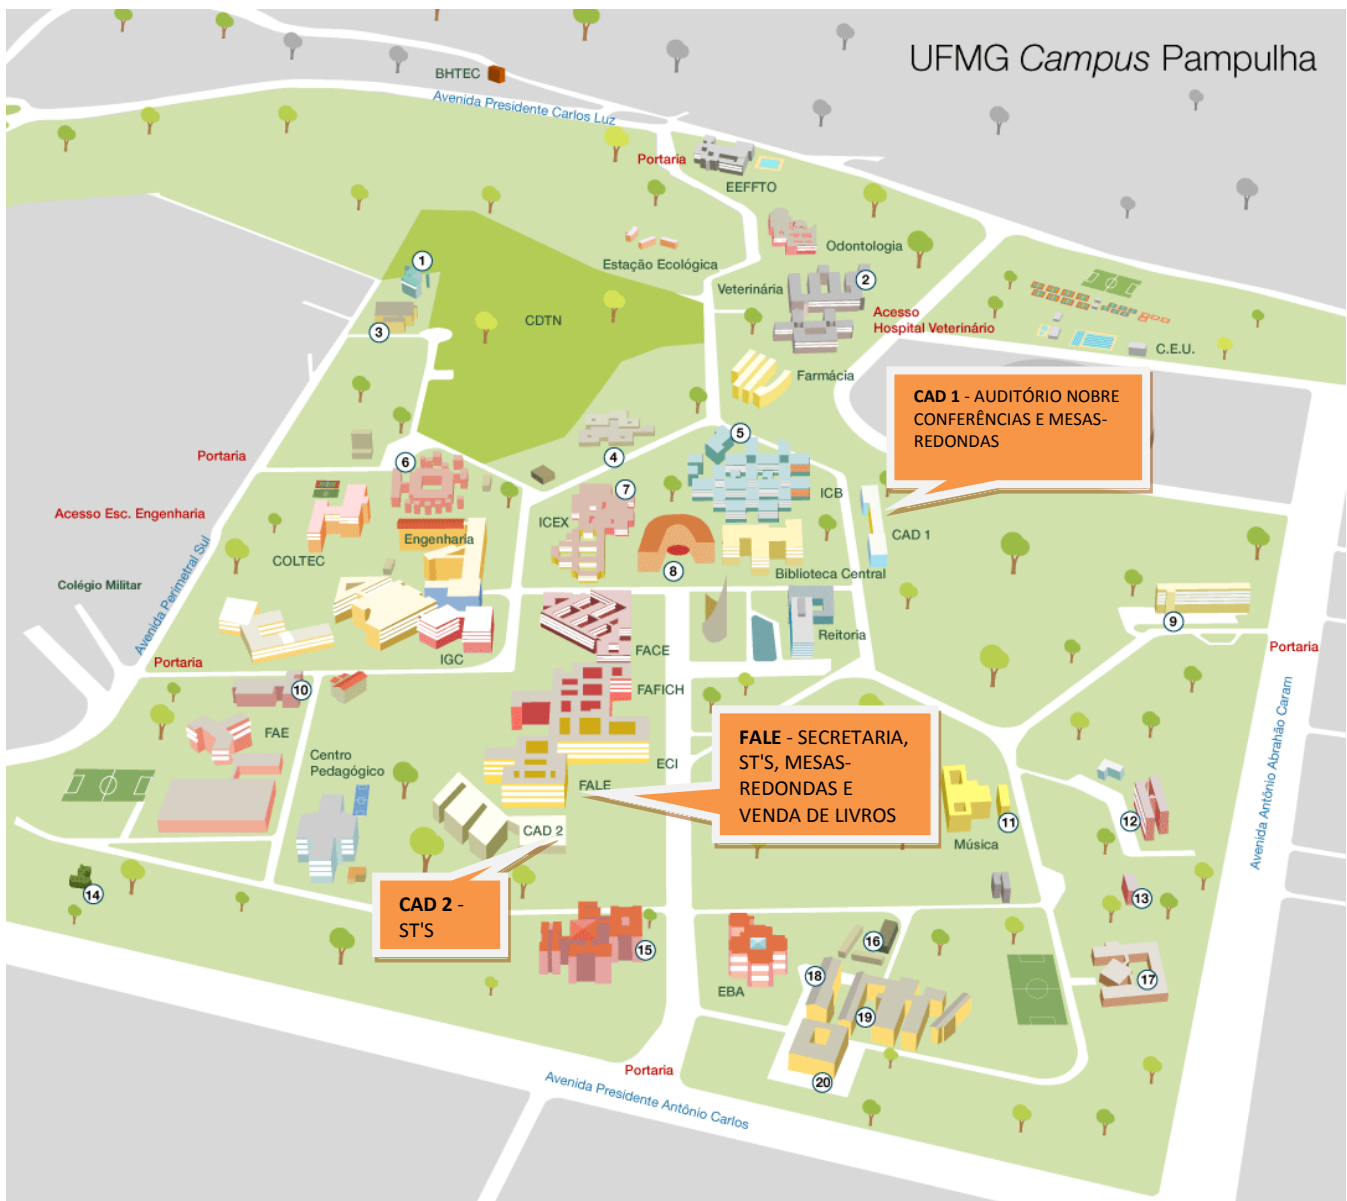 UFMG Campus Pampulha
BHTEC
Avenida Presidente Carlos Luz
Portaria
EEFFTO
Odontologia
Estação Ecológica
1
Veterinária
2
Acesso
Hospital Veterinário
3
CDTN
C.E.U.
Farmácia
CAD 1 - AUDITÓRIO NOBRE
CONFERÊNCIAS E MESAS-
REDONDAS
5
4
Portaria
6
7
ICB
Acesso Esc. Engenharia
ICEX
CAD 1
Engenharia
COLTEC
8
Biblioteca Central
Colégio Militar
Avenida Perimetral Sul
9
Reitoria
FACE
IGC
Portaria
Portaria
10
FAFICH
FAE
Centro
Pedagógico
FALE - SECRETARIA,
ST'S, MESAS-
REDONDAS E
VENDA DE LIVROS
ECI
Avenida Antônio Abrahão Caram
FALE
11
12
CAD 2
Música
14
13
CAD 2 -
ST'S
15
16
18
17
EBA
19
Portaria
20
Avenida Presidente Antônio Carlos